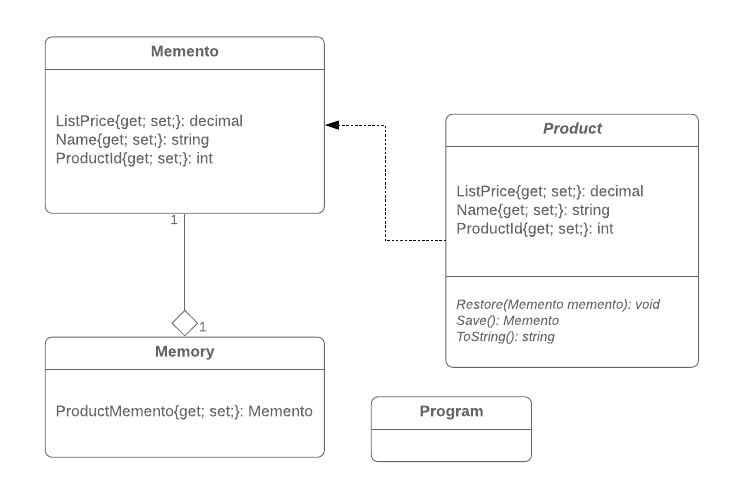 Memento
ListPrice{get; set;}: decimal
Name{get; set;}: string
ProductId{get; set;}: int
1
1
Memory
ProductMemento{get; set;}: Memento
Product
ListPrice{get; set;}: decimal
Name{get; set;}: string
ProductId{get; set;}: int
Restore(Memento memento): void
Save(): Memento
ToString(): string
Program